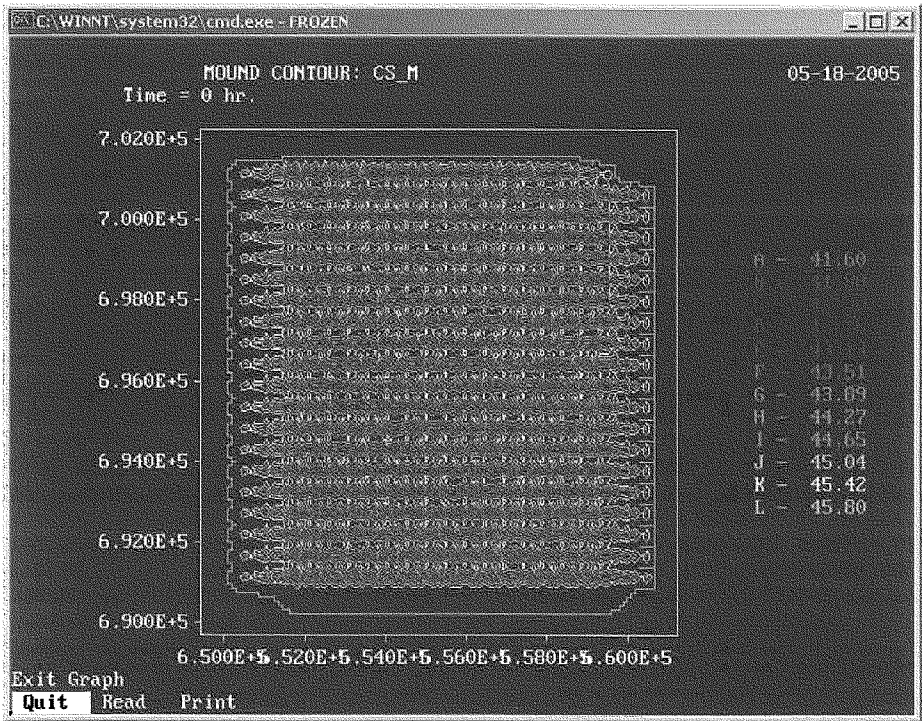 C:\WINNT\system32\cmd.exe - FROZEN
MOUND CONTOUR: CS_M
05-18-2005
Time = 0 hr.
7.020E+5
7.000E+5
6.980E+5
6.960E+5
6.940E+5
6.920E+5
6.900E+5
A - 41.60
F -
G - 43.89
H - 44.27
I - 44.65
J - 45.04
K - 45.42
L - 45.80
6.500E+5.520E+5.540E+5.560E+5.580E+5.600E+5
Exit Graph
Quit Read Print